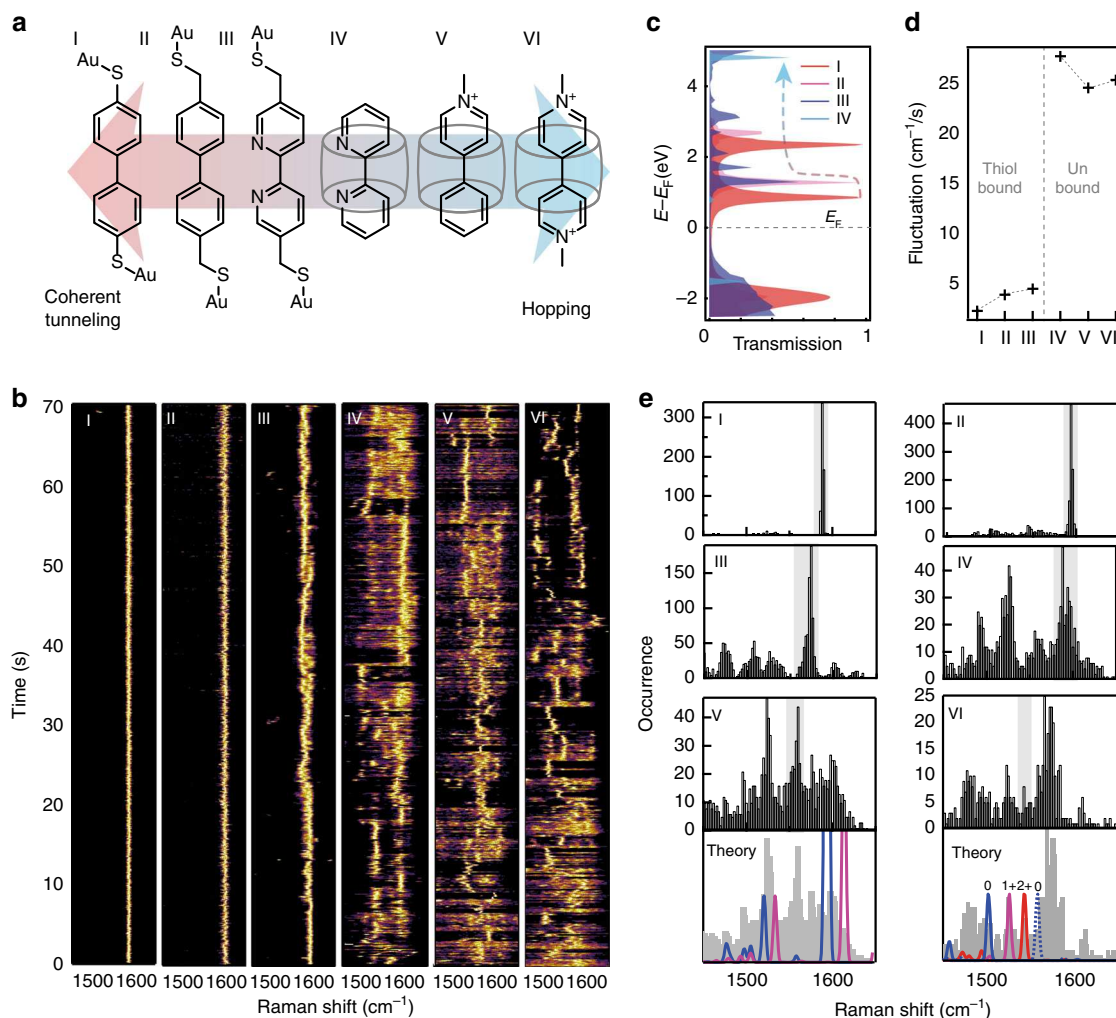 a
I
II
III
IV
V
VI
Au
S
Au
S
Au
S
N
N
N
N
N+
N+
N+
S
Au
S
Au
S
Au
Coherent
tunneling
Hopping
c
4
2
0
−2
E–EF (eV)
I
II
III
IV
EF
0
1
Transmission
d
25
20
15
10
5
Fluctuation (cm−1/s)
Thiol
bound
Un
bound
I II III IV V VI
b
I
II
III
IV
V
VI
70
60
50
40
30
20
10
0
Time (s)
1500 1600 1500 1600 1500 1600 1500 1600 1500 1600 1500 1600
Raman shift (cm−1)
e
I
300
200
100
0
II
400
300
200
100
0
III
150
100
50
0
IV
40
30
20
10
0
V
40
30
20
10
0
VI
25
20
15
10
5
0
Occurrence
Theory
Theory
0 1+ 2+ 0
1500 1600
1500 1600
Raman shift (cm−1)